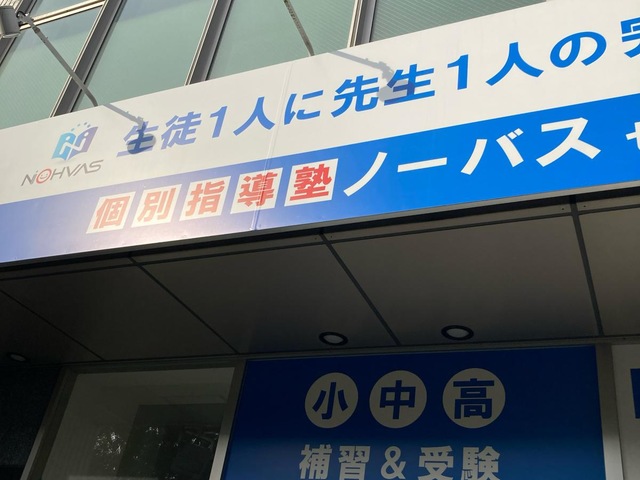 生徒1人に先生1人の
NOHVAS
個別指導塾ノーバス
小中高
補習&受験